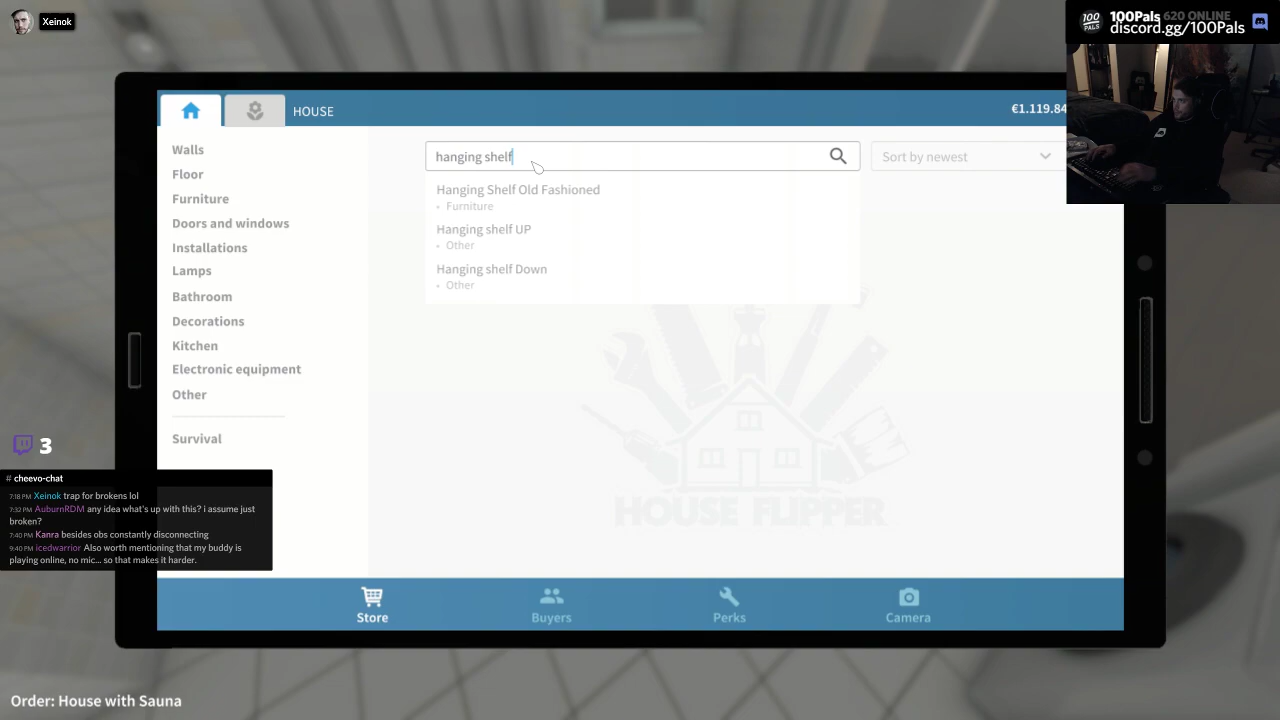 Xeinok
100 PALS
100Pals 620 ONLINE
discord.gg/100Pals
HOUSE
€1.119.84
Walls
Floor
Furniture
Doors and windows
Installations
Lamps
Bathroom
Decorations
Kitchen
Electronic equipment
Other
Survival
hanging shelf
Sort by newest
Hanging Shelf Old Fashioned
• Furniture
Hanging shelf UP
• Other
Hanging shelf Down
• Other
HOUSE FLIPPER
3
# cheevo-chat
7:18 PM Xeinok trap for brokens lol
7:32 PM AuburnRDM any idea what's up with this? i assume just
broken?
7:40 PM Kanra besides obs constantly disconnecting
9:40 PM icedwarrior Also worth mentioning that my buddy is
playing online, no mic... so that makes it harder.
Store
Buyers
Perks
Camera
Order: House with Sauna